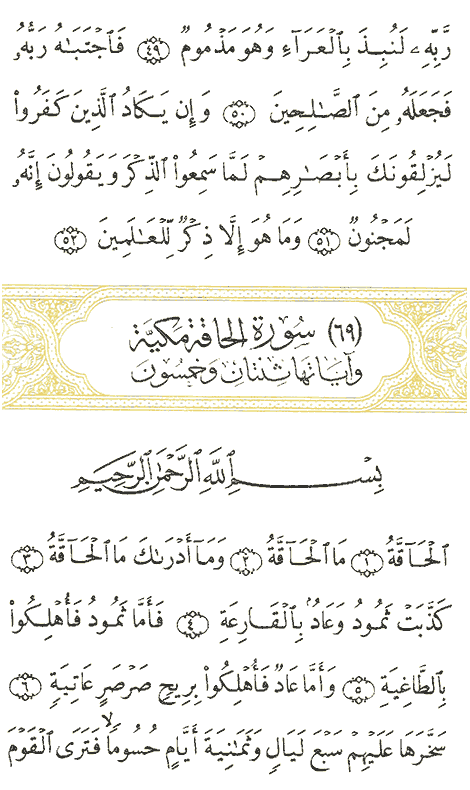 رَبِّهِۦ لَنُبِذَ بِٱلْعَرَآءِ وَهُوَ مَذْمُومٌ ﴿٤٩﴾ فَٱجْتَبَـٰهُ رَبُّهُۥ
فَجَعَلَهُۥ مِنَ ٱلصَّـٰلِحِينَ ﴿٥٠﴾ وَإِن يَكَادُ ٱلَّذِينَ كَفَرُوا۟
لَيُزْلِقُونَكَ بِأَبْصَـٰرِهِمْ لَمَّا سَمِعُوا۟ ٱلذِّكْرَ وَيَقُولُونَ إِنَّهُۥ
لَمَجْنُونٌ ﴿٥١﴾ وَمَا هُوَ إِلَّا ذِكْرٌ لِّلْعَـٰلَمِينَ ﴿٥٢﴾
(٦٩) سُورَة الحَاقة مَكيَّة
وَآيَاتهَا ثِنْتَانِ وَخَمْسُونَ
بِسْمِ ٱللَّهِ ٱلرَّحْمَـٰنِ ٱلرَّحِيمِ
ٱلْحَآقَّةُ ﴿١﴾ مَا ٱلْحَآقَّةُ ﴿٢﴾ وَمَآ أَدْرَىٰكَ مَا ٱلْحَآقَّةُ ﴿٣﴾
كَذَّبَتْ ثَمُودُ وَعَادٌۢ بِٱلْقَارِعَةِ ﴿٤﴾ فَأَمَّا ثَمُودُ فَأُهْلِكُوا۟
بِٱلطَّاغِيَةِ ﴿٥﴾ وَأَمَّا عَادٌ فَأُهْلِكُوا۟ بِرِيحٍ صَرْصَرٍ عَاتِيَةٍ ﴿٦﴾
سَخَّرَهَا عَلَيْهِمْ سَبْعَ لَيَالٍ وَثَمَـٰنِيَةَ أَيَّامٍ حُسُومًا ۖ فَتَرَى ٱلْقَوْمَ